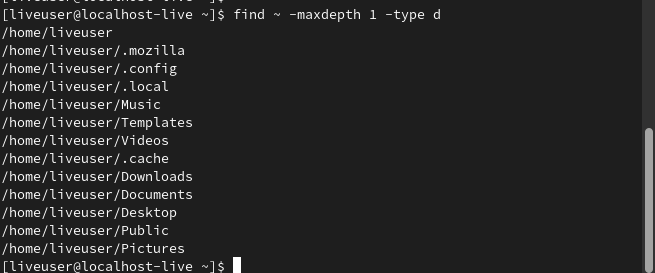 [liveuser@localhost-live ~]$ find ~ -maxdepth 1 -type d
/home/liveuser
/home/liveuser/.mozilla
/home/liveuser/.config
/home/liveuser/.local
/home/liveuser/Music
/home/liveuser/Templates
/home/liveuser/Videos
/home/liveuser/.cache
/home/liveuser/Downloads
/home/liveuser/Documents
/home/liveuser/Desktop
/home/liveuser/Public
/home/liveuser/Pictures
[liveuser@localhost-live ~]$